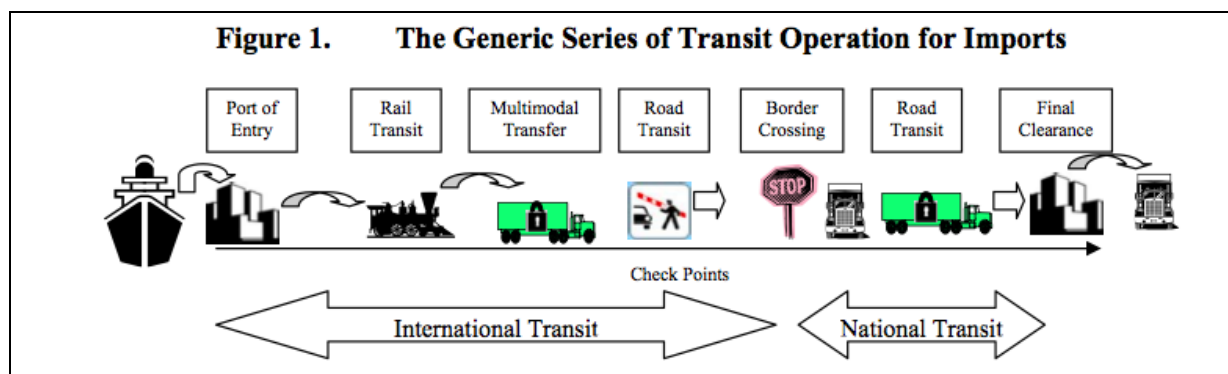 Figure 1. The Generic Series of Transit Operation for Imports
Port of
Entry
Rail
Transit
Multimodal
Transfer
Road
Transit
Border
Crossing
Road
Transit
Final
Clearance
STOP
Check Points
International Transit
National Transit